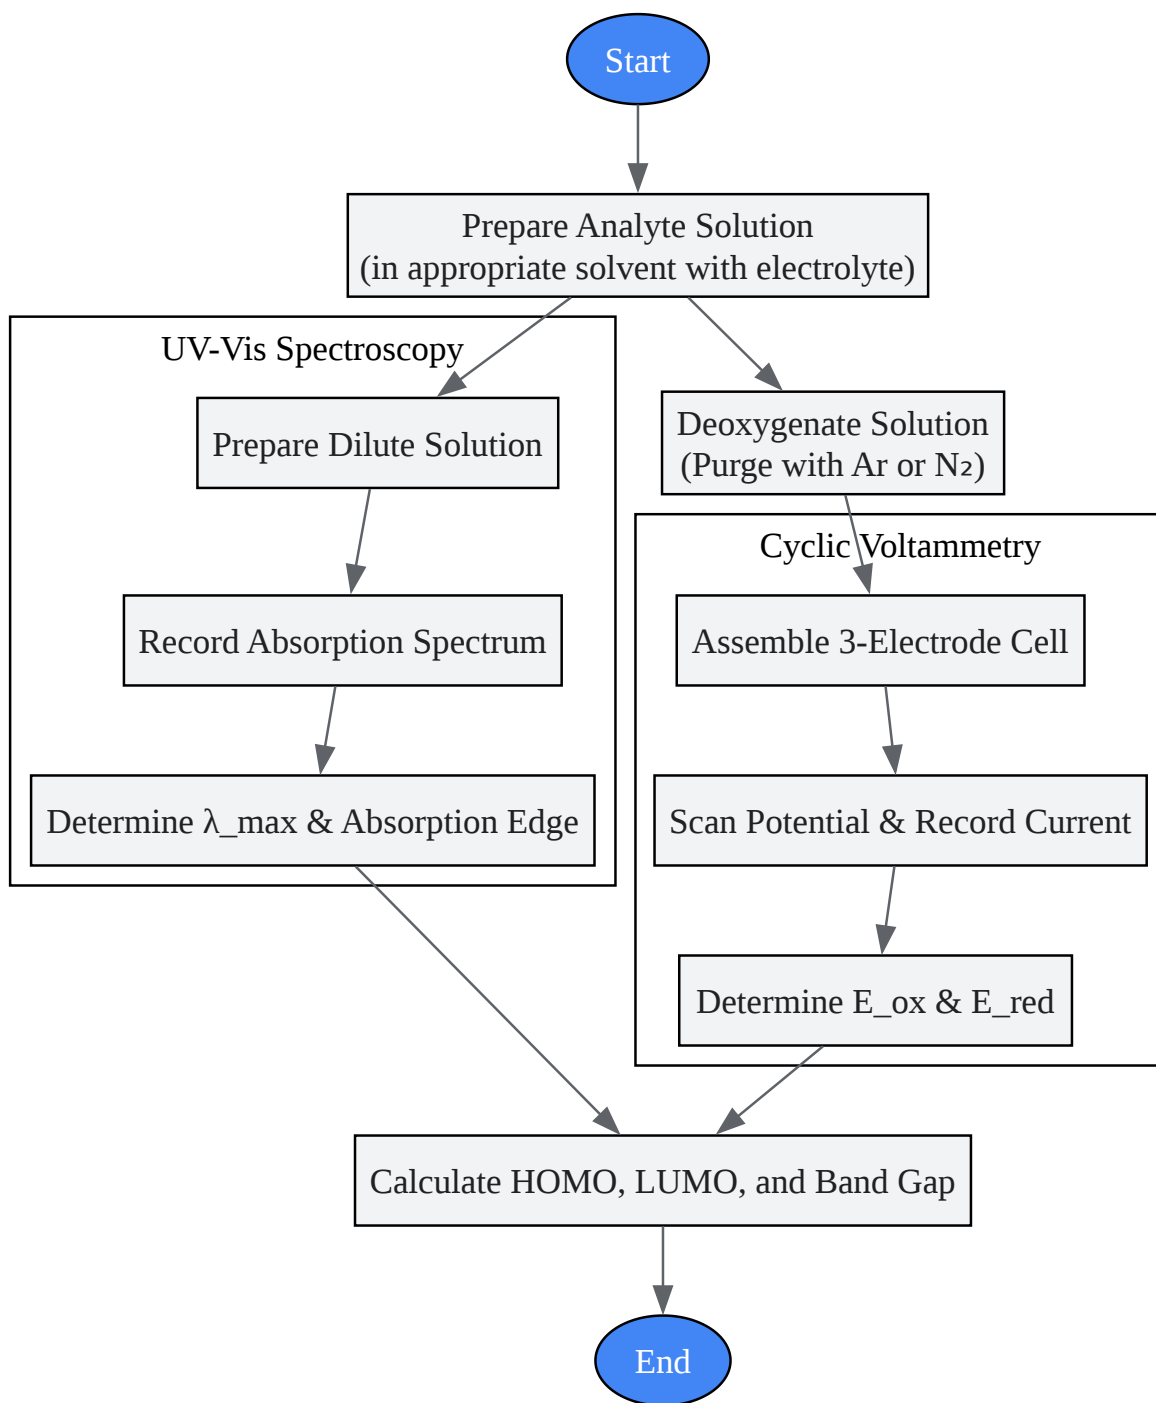 Start
Prepare Analyte Solution
(in appropriate solvent with electrolyte)
UV-Vis Spectroscopy
Prepare Dilute Solution
Record Absorption Spectrum
Determine λ_max & Absorption Edge
Deoxygenate Solution
(Purge with Ar or N₂)
Cyclic Voltammetry
Assemble 3-Electrode Cell
Scan Potential & Record Current
Determine E_ox & E_red
Calculate HOMO, LUMO, and Band Gap
End